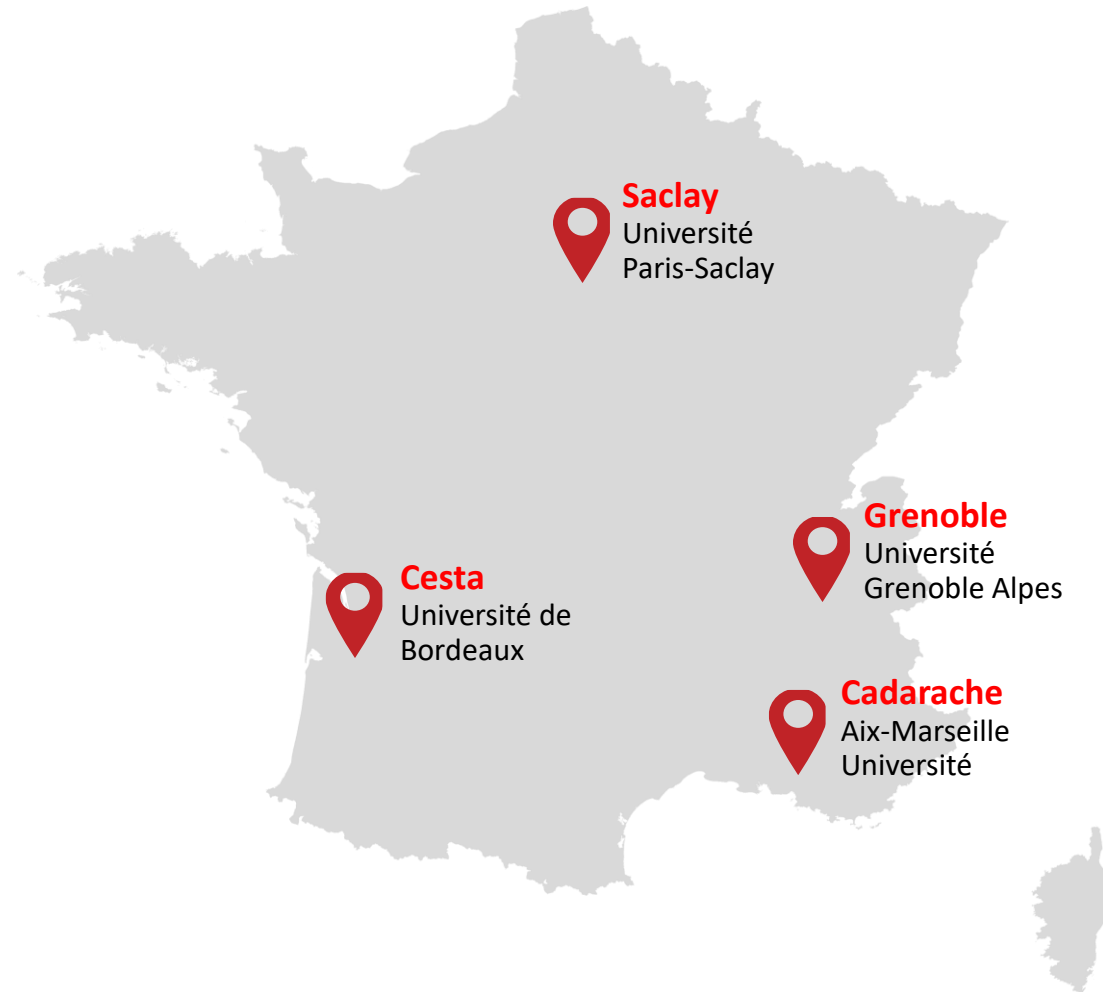 Saclay
Université
Paris-Saclay
Grenoble
Université
Grenoble Alpes
Cesta
Université de
Bordeaux
Cadarache
Aix-Marseille
Université